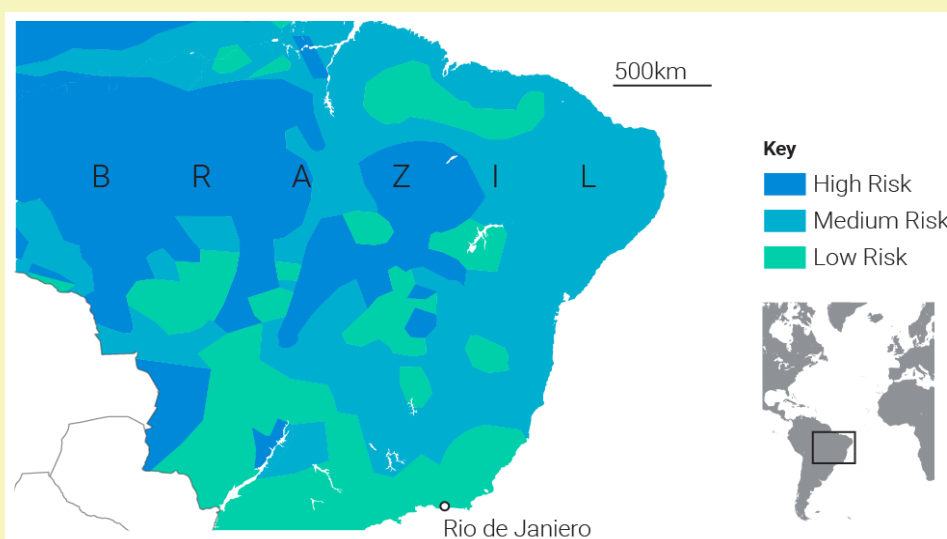 500km
Key
B R A Z I L
High Risk
Medium Risk
Low Risk
Rio de Janiero